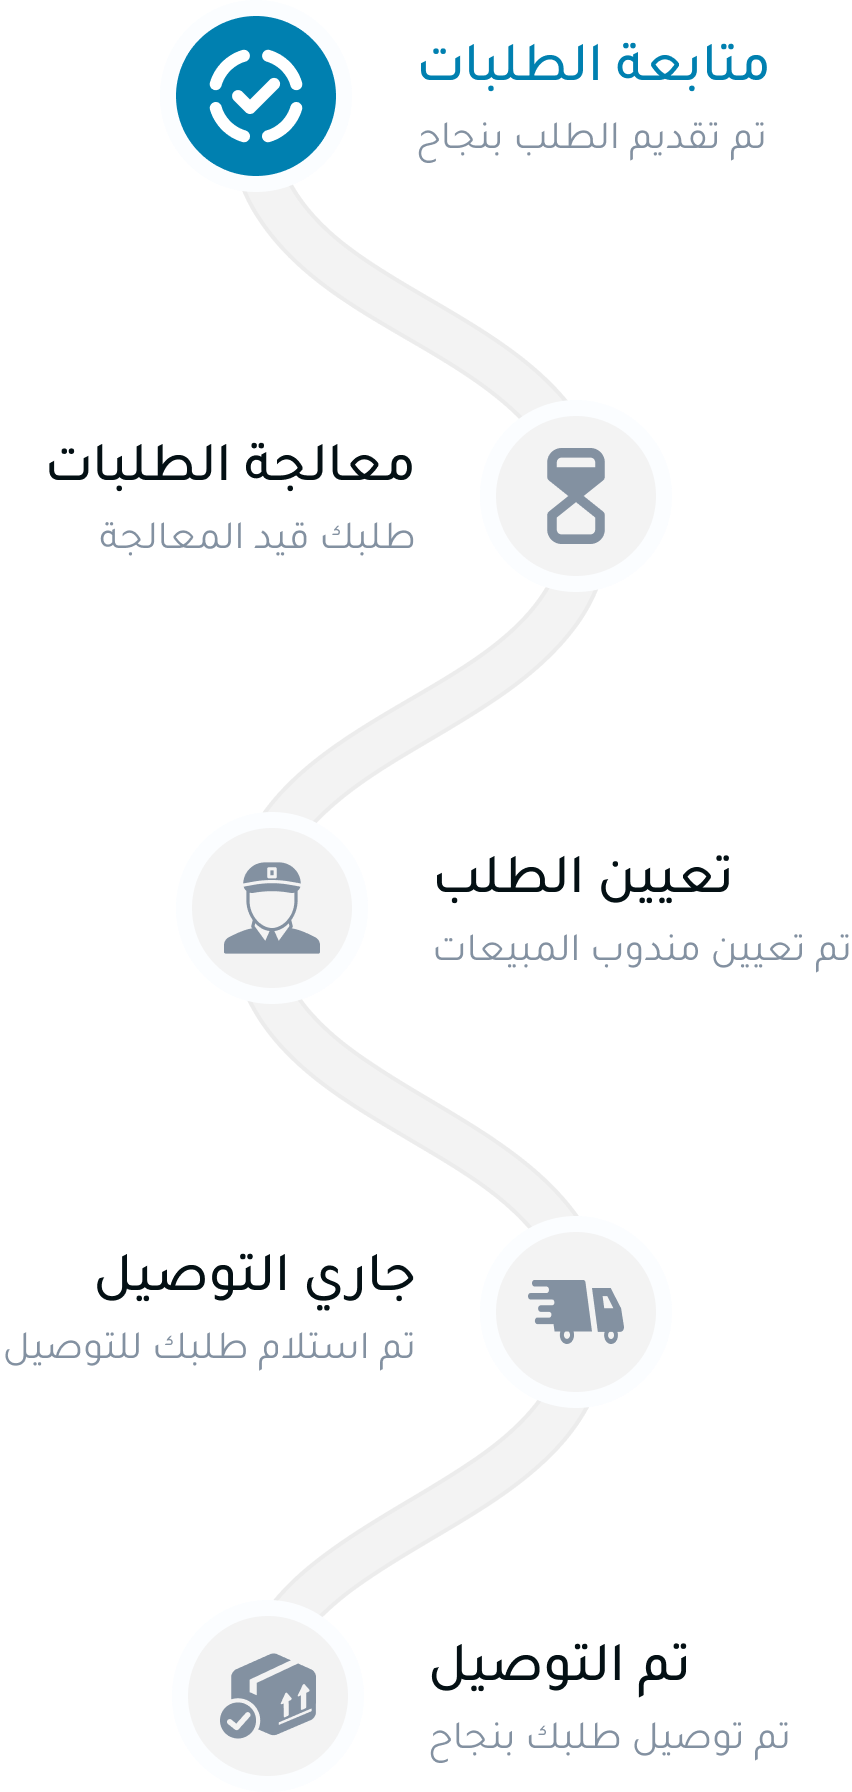 متابعة الطلبات
تم تقديم الطلب بنجاح
معالجة الطلبات
طلبك قيد المعالجة
تعيين الطلب
تم تعيين مندوب المبيعات
جاري التوصيل
تم استلام طلبك للتوصيل
تم التوصيل
تم توصيل طلبك بنجاح